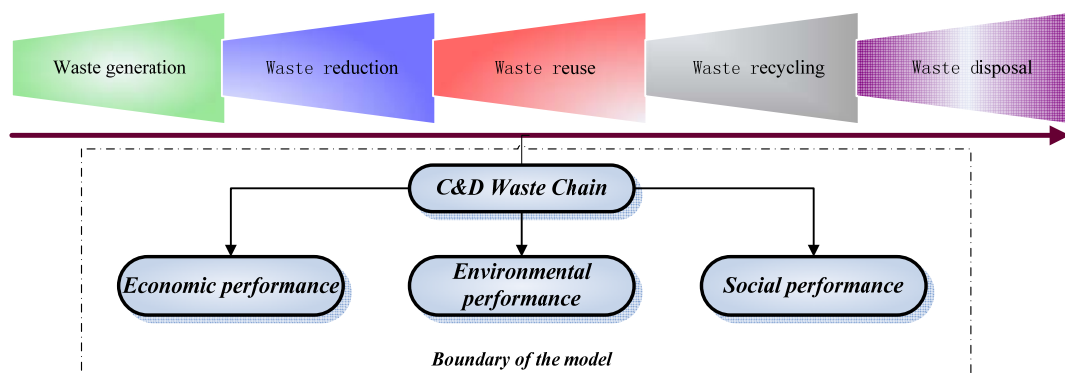 Waste generation
Waste reduction
Waste reuse
Waste recycling
Waste disposal
C&D Waste Chain
Economic performance
Environmental
performance
Social performance
Boundary of the model